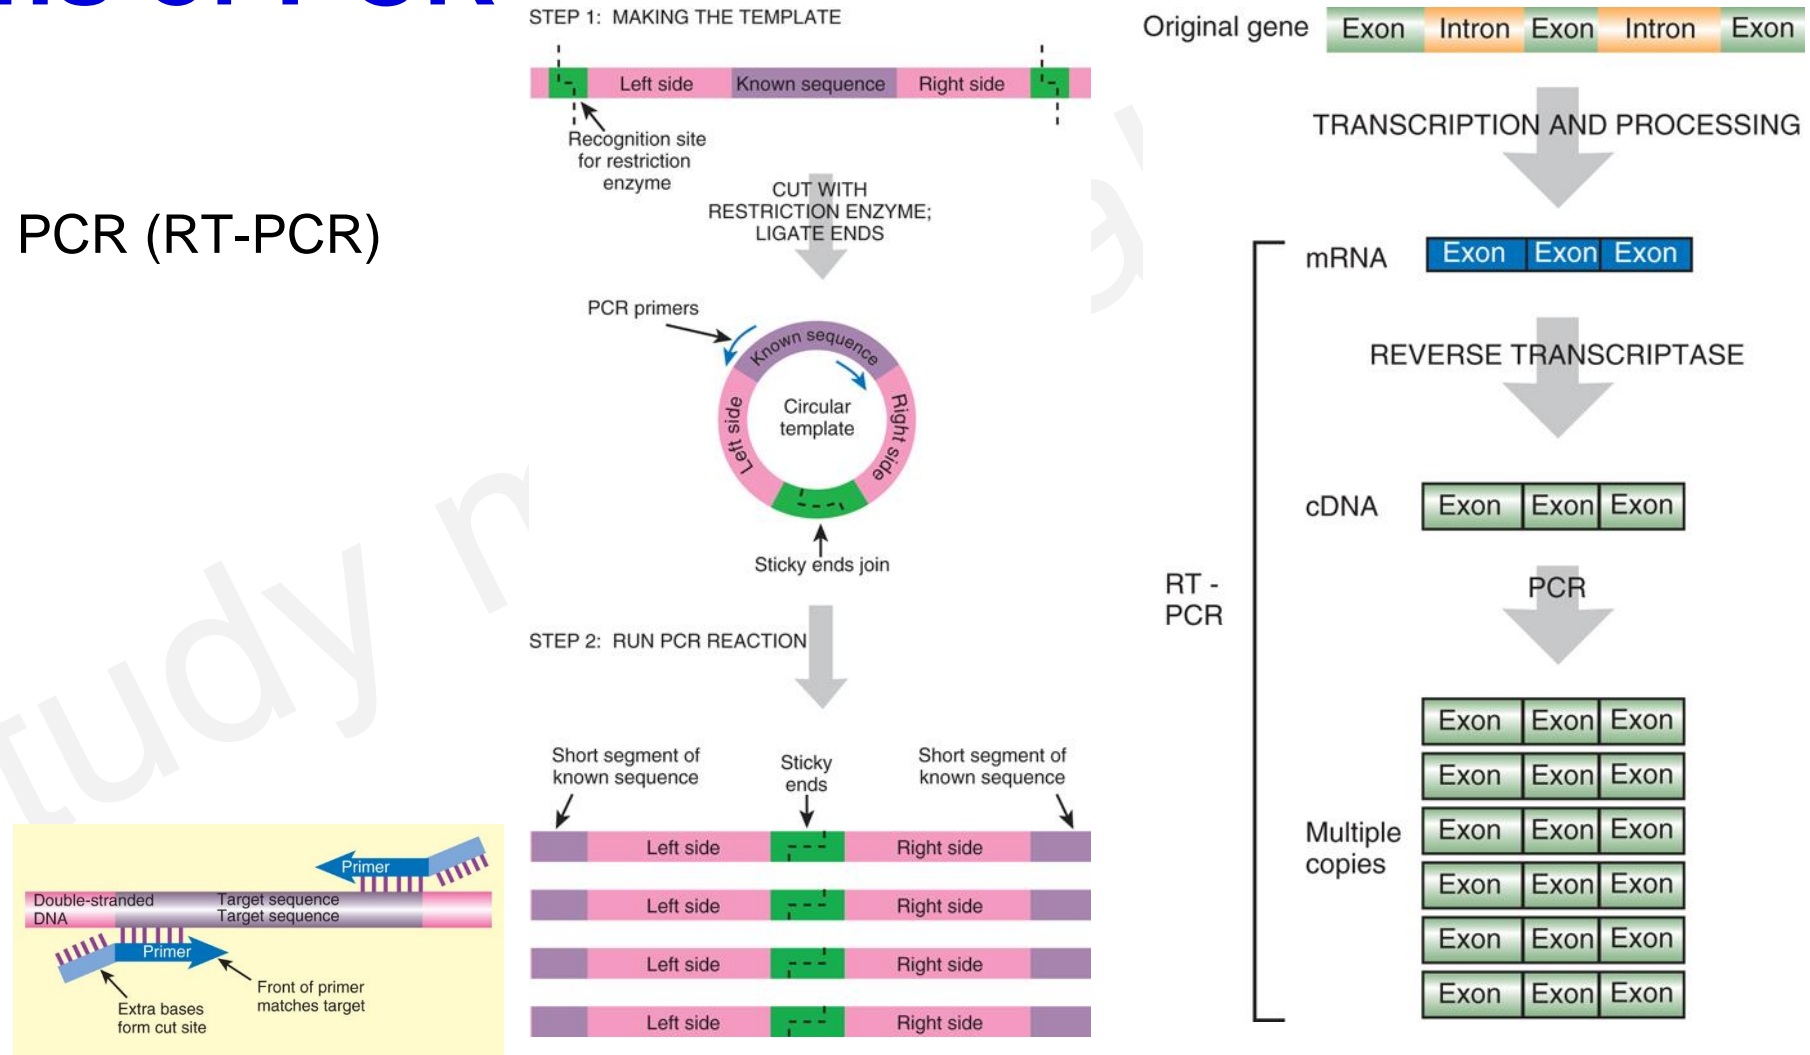 PCR (RT-PCR)
STEP 1: MAKING THE TEMPLATE
Left side
Known sequence
Right side
Recognition site
for restriction
enzyme
CUT WITH
RESTRICTION ENZYME;
LIGATE ENDS
PCR primers
Known sequence
Left side
Circular
template
Right side
Sticky ends join
STEP 2: RUN PCR REACTION
Short segment of
known sequence
Sticky
ends
Short segment of
known sequence
Left side
Right side
Left side
Right side
Left side
Right side
Left side
Right side
Primer
Double-stranded
DNA
Target sequence
Target sequence
Primer
Extra bases
form cut site
Front of primer
matches target
Original gene
Exon Intron Exon Intron Exon
TRANSCRIPTION AND PROCESSING
mRNA
Exon Exon Exon
REVERSE TRANSCRIPTASE
cDNA
Exon Exon Exon
PCR
RT -
PCR
Multiple
copies
Exon Exon Exon
Exon Exon Exon
Exon Exon Exon
Exon Exon Exon
Exon Exon Exon
Exon Exon Exon